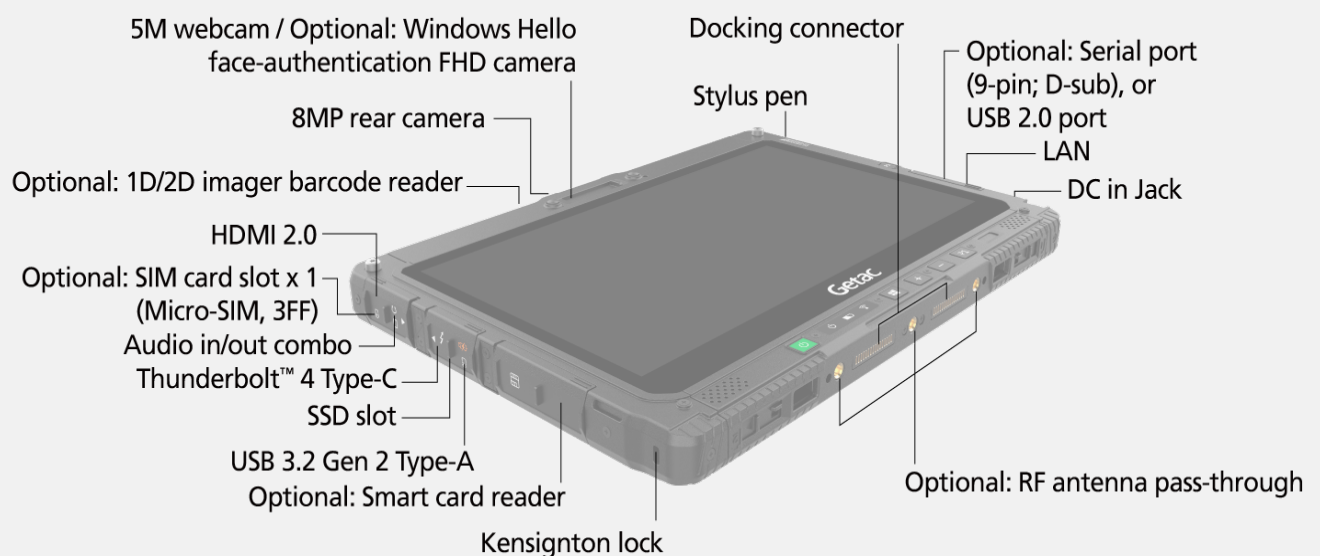 5M webcam / Optional: Windows Hello
face-authentication FHD camera
Docking connector
Optional: Serial port
(9-pin; D-sub), or
USB 2.0 port
Stylus pen
8MP rear camera
LAN
Optional: 1D/2D imager barcode reader
DC in Jack
HDMI 2.0
Optional: SIM card slot x 1
(Micro-SIM, 3FF)
Getac
Audio in/out combo
Thunderbolt™ 4 Type-C
SSD slot
USB 3.2 Gen 2 Type-A
Optional: Smart card reader
Optional: RF antenna pass-through
Kensignton lock